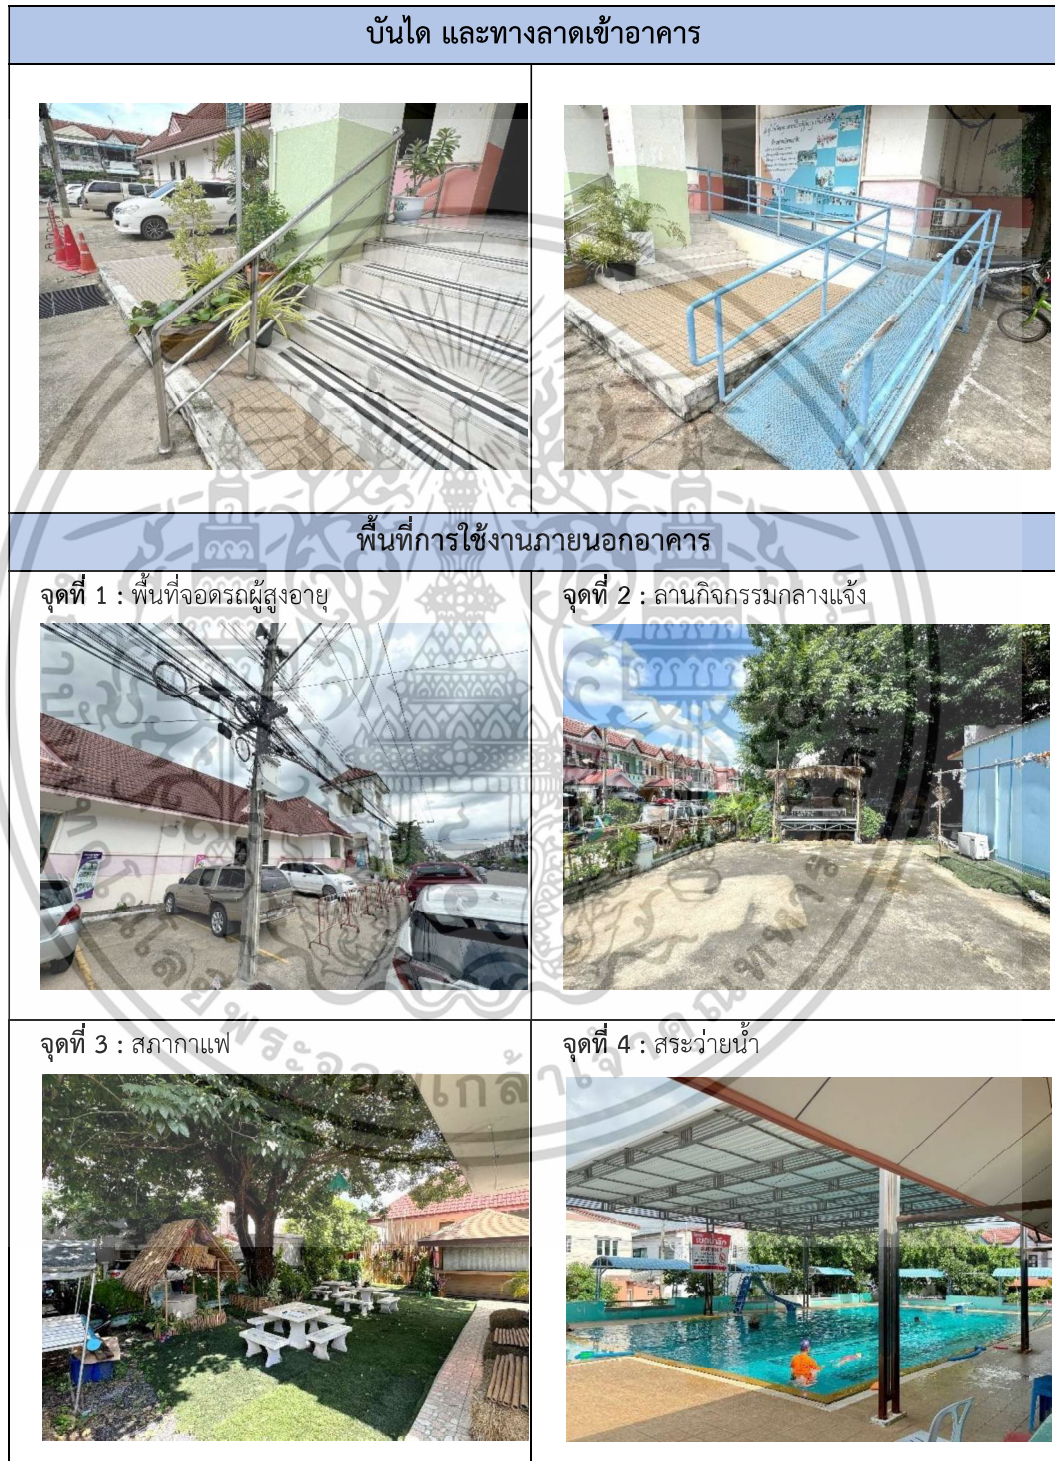 บันได และทางลาดเข้าอาคาร
พื้นที่การใช้งานภายนอกอาคาร
จุดที่ 1 : พื้นที่จอดรถผู้สูงอายุ
จุดที่ 2 : ลานกิจกรรมกลางแจ้ง
จุดที่ 3 : สภากาแฟ
จุดที่ 4 : สระว่ายน้ำ